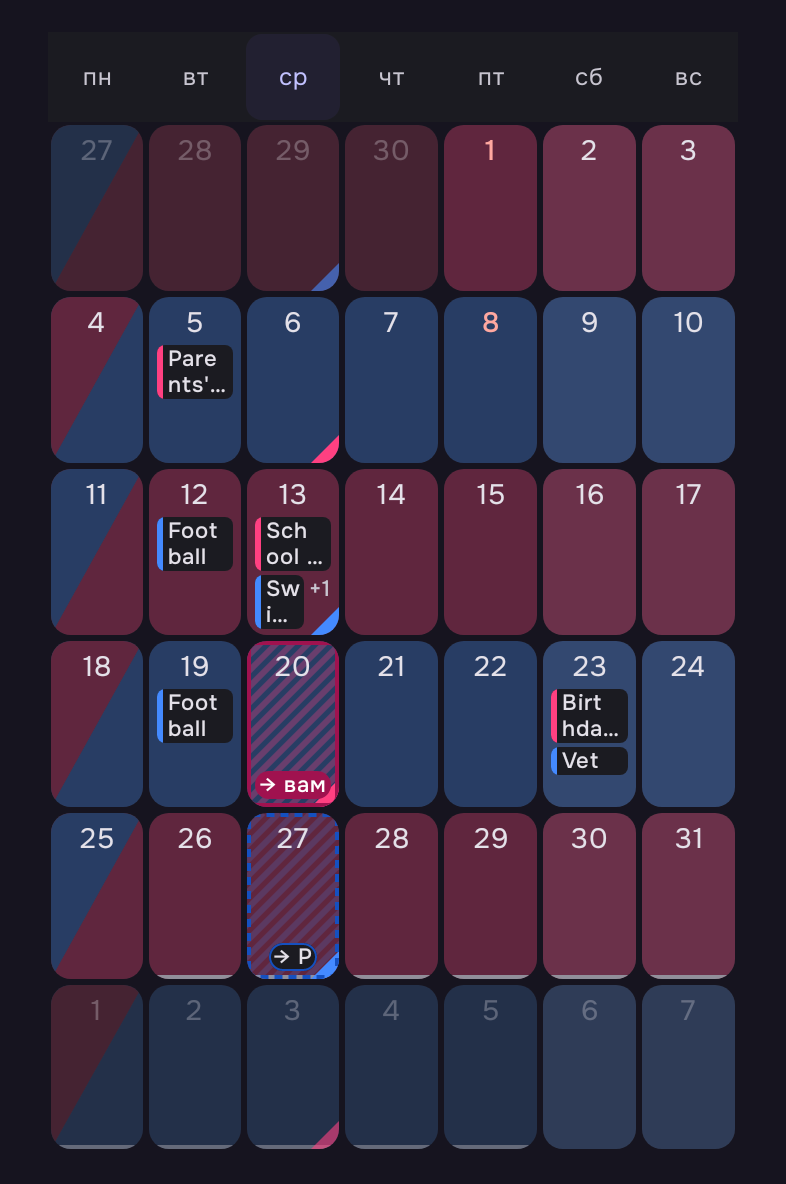 пн вт ср чт пт сб вс
27 28 29 30 1 2 3
4 5 6 7 8 9 10
Pare
nts'...
11 12 13 14 15 16 17
Foot
ball
Sch
ool ...
Sw
i...
+1
18 19 20 21 22 23 24
Foot
ball
→ вам
Birt
hda...
Vet
25 26 27 28 29 30 31
→ P
1 2 3 4 5 6 7